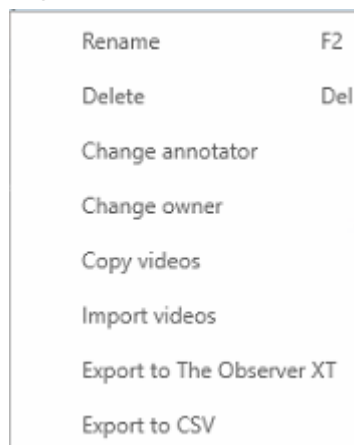 Rename F2
Delete Del
Change annotator
Change owner
Copy videos
Import videos
Export to The Observer XT
Export to CSV